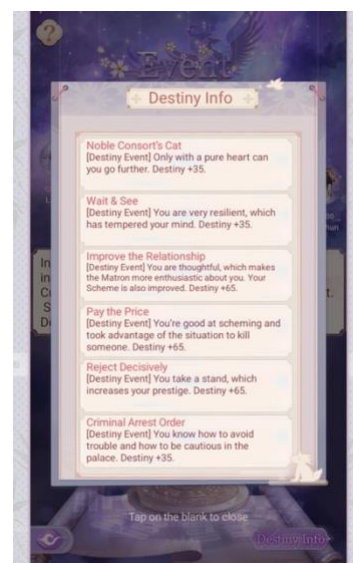 ?
Event
Destiny Info
Noble Consort's Cat
[Destiny Event] Only with a pure heart can
you go further. Destiny +35.
Wait & See
[Destiny Event] You are very resilient, which
has tempered your mind. Destiny +35.
Improve the Relationship
[Destiny Event] You are thoughtful, which makes
the Matron more enthusiastic about you. Your
Scheme is also improved. Destiny +65.
Pay the Price
[Destiny Event] You're good at scheming and
took advantage of the situation to kill
someone. Destiny +65.
Reject Decisively
[Destiny Event] You take a stand, which
increases your prestige. Destiny +65.
Criminal Arrest Order
[Destiny Event] You know how to avoid
trouble and how to be cautious in the
palace. Destiny +35.
Tap on the blank to close
Destiny Info